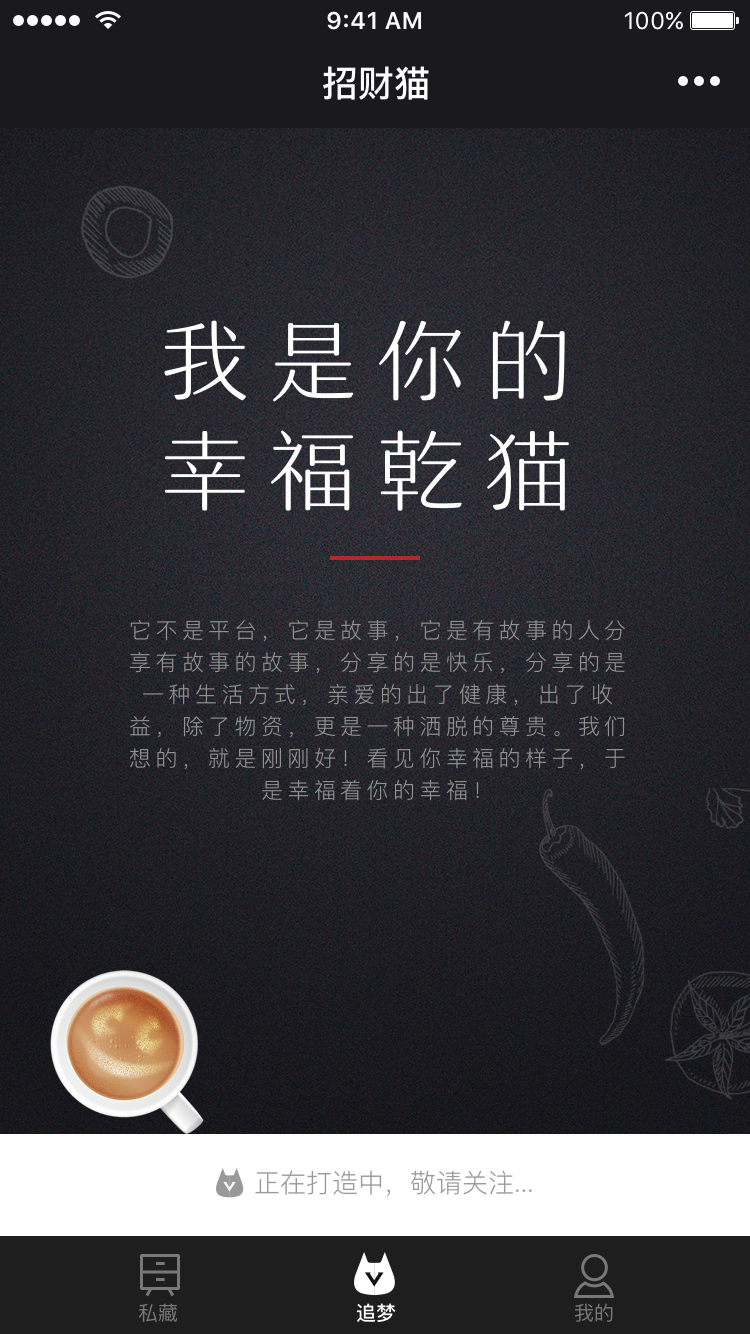 9:41 AM
100%
招财猫
我是你的
幸福乾猫
它不是平台，它是故事，它是有故事的人分
享有故事的故事，分享的是快乐，分享的是
一种生活方式，亲爱的出了健康，出了收
益，除了物资，更是一种洒脱的尊贵。我们
想的，就是刚刚好！看见你幸福的样子，于
是幸福着你的幸福！
正在打造中，敬请关注...
私藏
追梦
我的